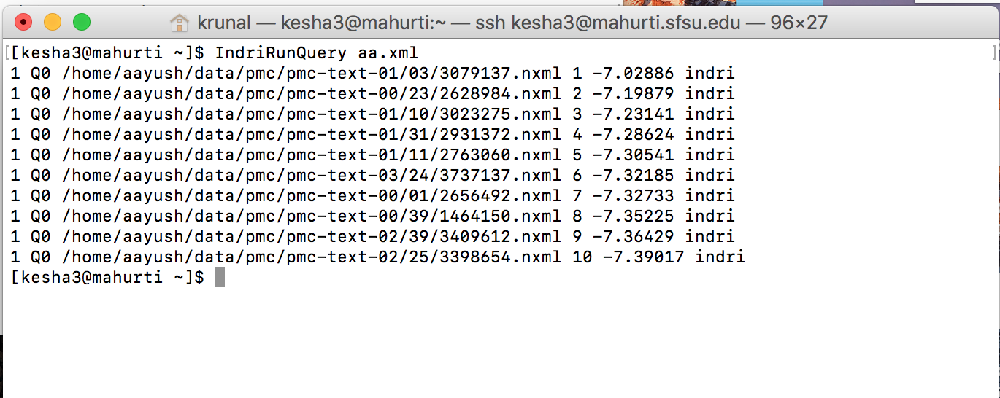 krunal — kesha3@mahurti:~ — ssh kesha3@mahurti.sfsu.edu — 96×27
[[kesha3@mahurti ~]$ IndriRunQuery aa.xml ]
1 Q0 /home/aayush/data/pmc/pmc-text-01/03/3079137.nxml 1 -7.02886 indri
1 Q0 /home/aayush/data/pmc/pmc-text-00/23/2628984.nxml 2 -7.19879 indri
1 Q0 /home/aayush/data/pmc/pmc-text-01/10/3023275.nxml 3 -7.23141 indri
1 Q0 /home/aayush/data/pmc/pmc-text-01/31/2931372.nxml 4 -7.28624 indri
1 Q0 /home/aayush/data/pmc/pmc-text-01/11/2763060.nxml 5 -7.30541 indri
1 Q0 /home/aayush/data/pmc/pmc-text-03/24/3737137.nxml 6 -7.32185 indri
1 Q0 /home/aayush/data/pmc/pmc-text-00/01/2656492.nxml 7 -7.32733 indri
1 Q0 /home/aayush/data/pmc/pmc-text-00/39/1464150.nxml 8 -7.35225 indri
1 Q0 /home/aayush/data/pmc/pmc-text-02/39/3409612.nxml 9 -7.36429 indri
1 Q0 /home/aayush/data/pmc/pmc-text-02/25/3398654.nxml 10 -7.39017 indri
[kesha3@mahurti ~]$